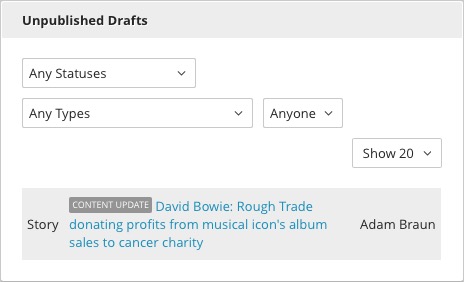 Unpublished Drafts
Any Statuses
Any Types
Anyone
Show 20
Story
CONTENT UPDATE David Bowie: Rough Trade
donating profits from musical icon's album
sales to cancer charity
Adam Braun